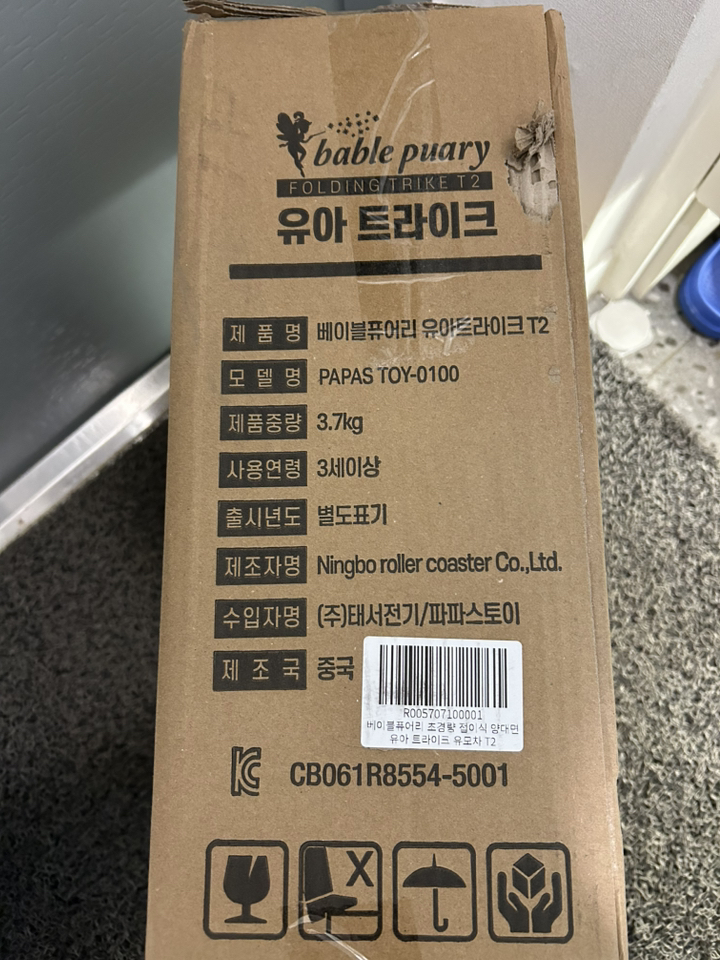 bable puary
FOLDING TRIKE T2
유아 트라이크
제품명 베이블퓨어리 유아트라이크 T2
모델명 PAPAS TOY-0100
제품중량 3.7kg
사용연령 3세이상
출시년도 별도표기
제조자명 Ningbo roller coaster Co.,Ltd.
수입자명 (주)태서전기/파파스토이
제조국 중국
R005707100001
베이블퓨어리 초경량 접이식 양대면
유아 트라이크 유모차 T2
CB061R8554-5001
X